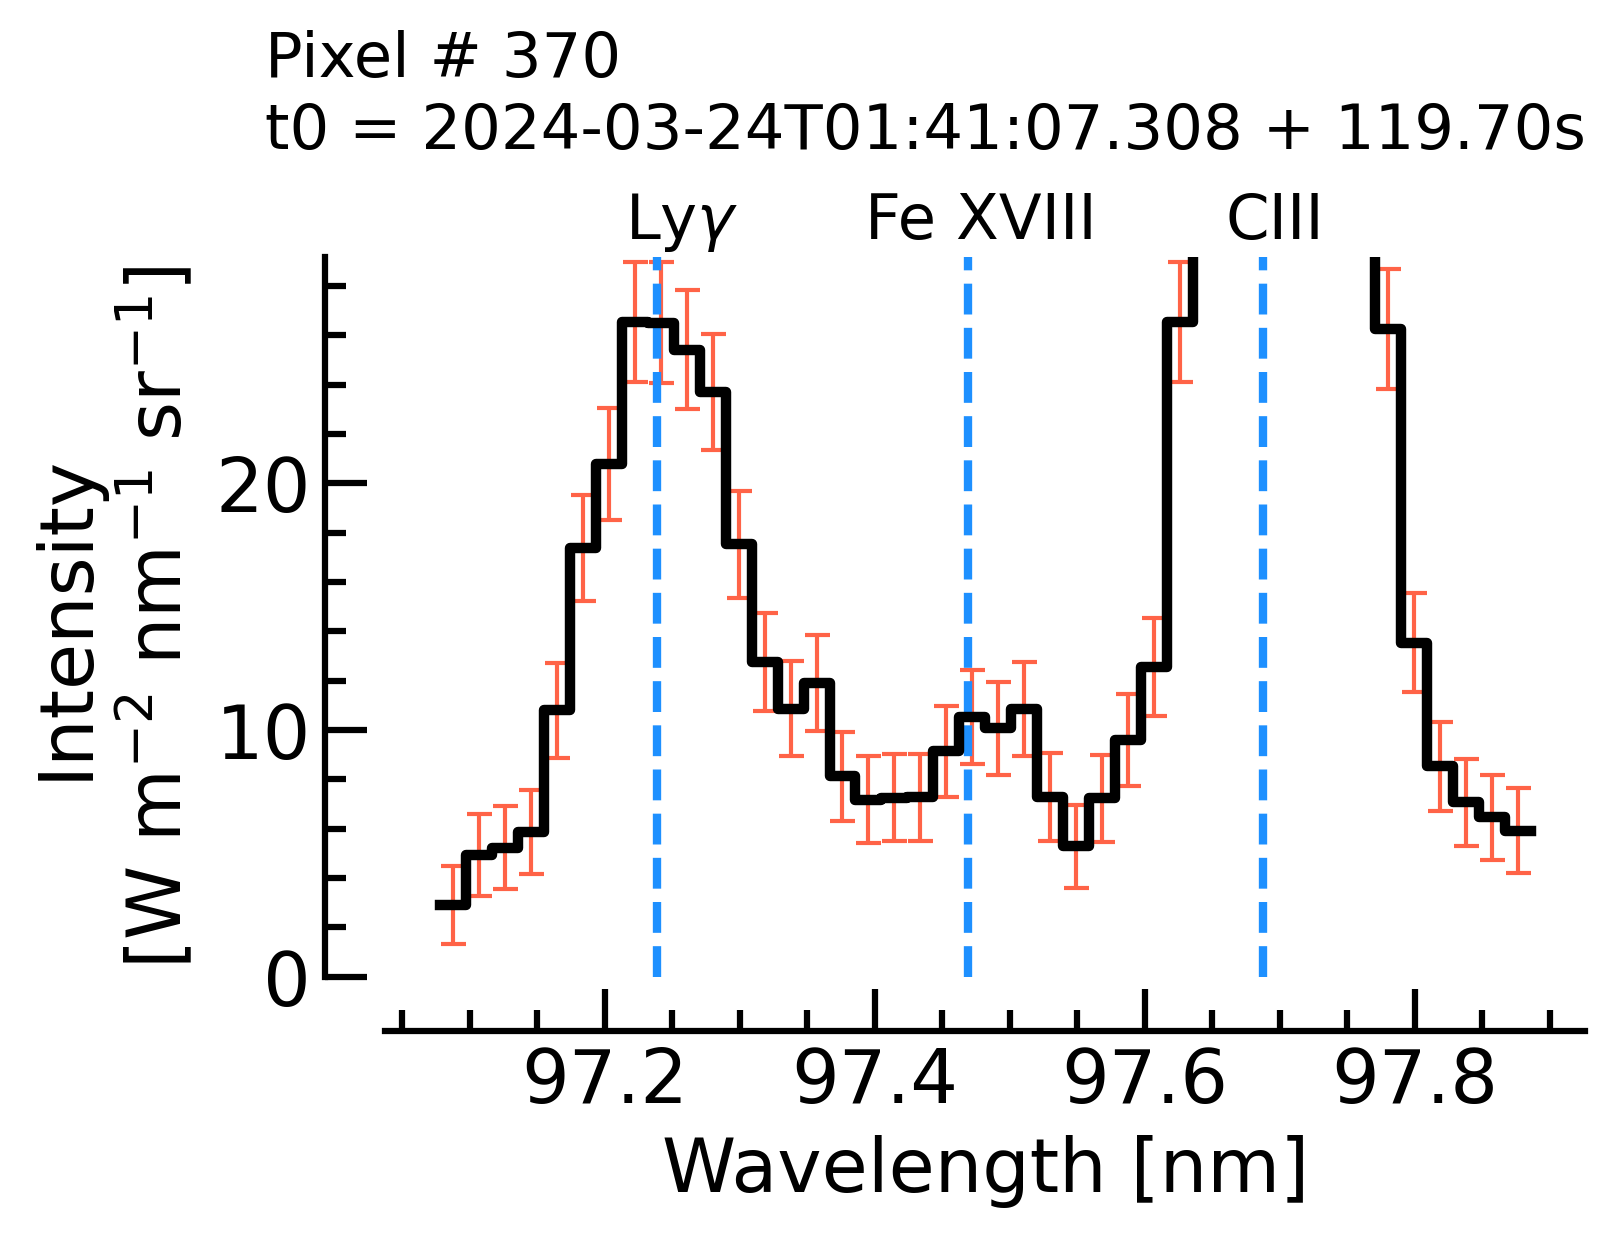 Pixel # 370
t0 = 2024-03-24T01:41:07.308 + 119.70s
Lyγ Fe XVIII CIII
Intensity
[W m⁻² nm⁻¹ sr⁻¹]
20
10
0
97.2 97.4 97.6 97.8
Wavelength [nm]